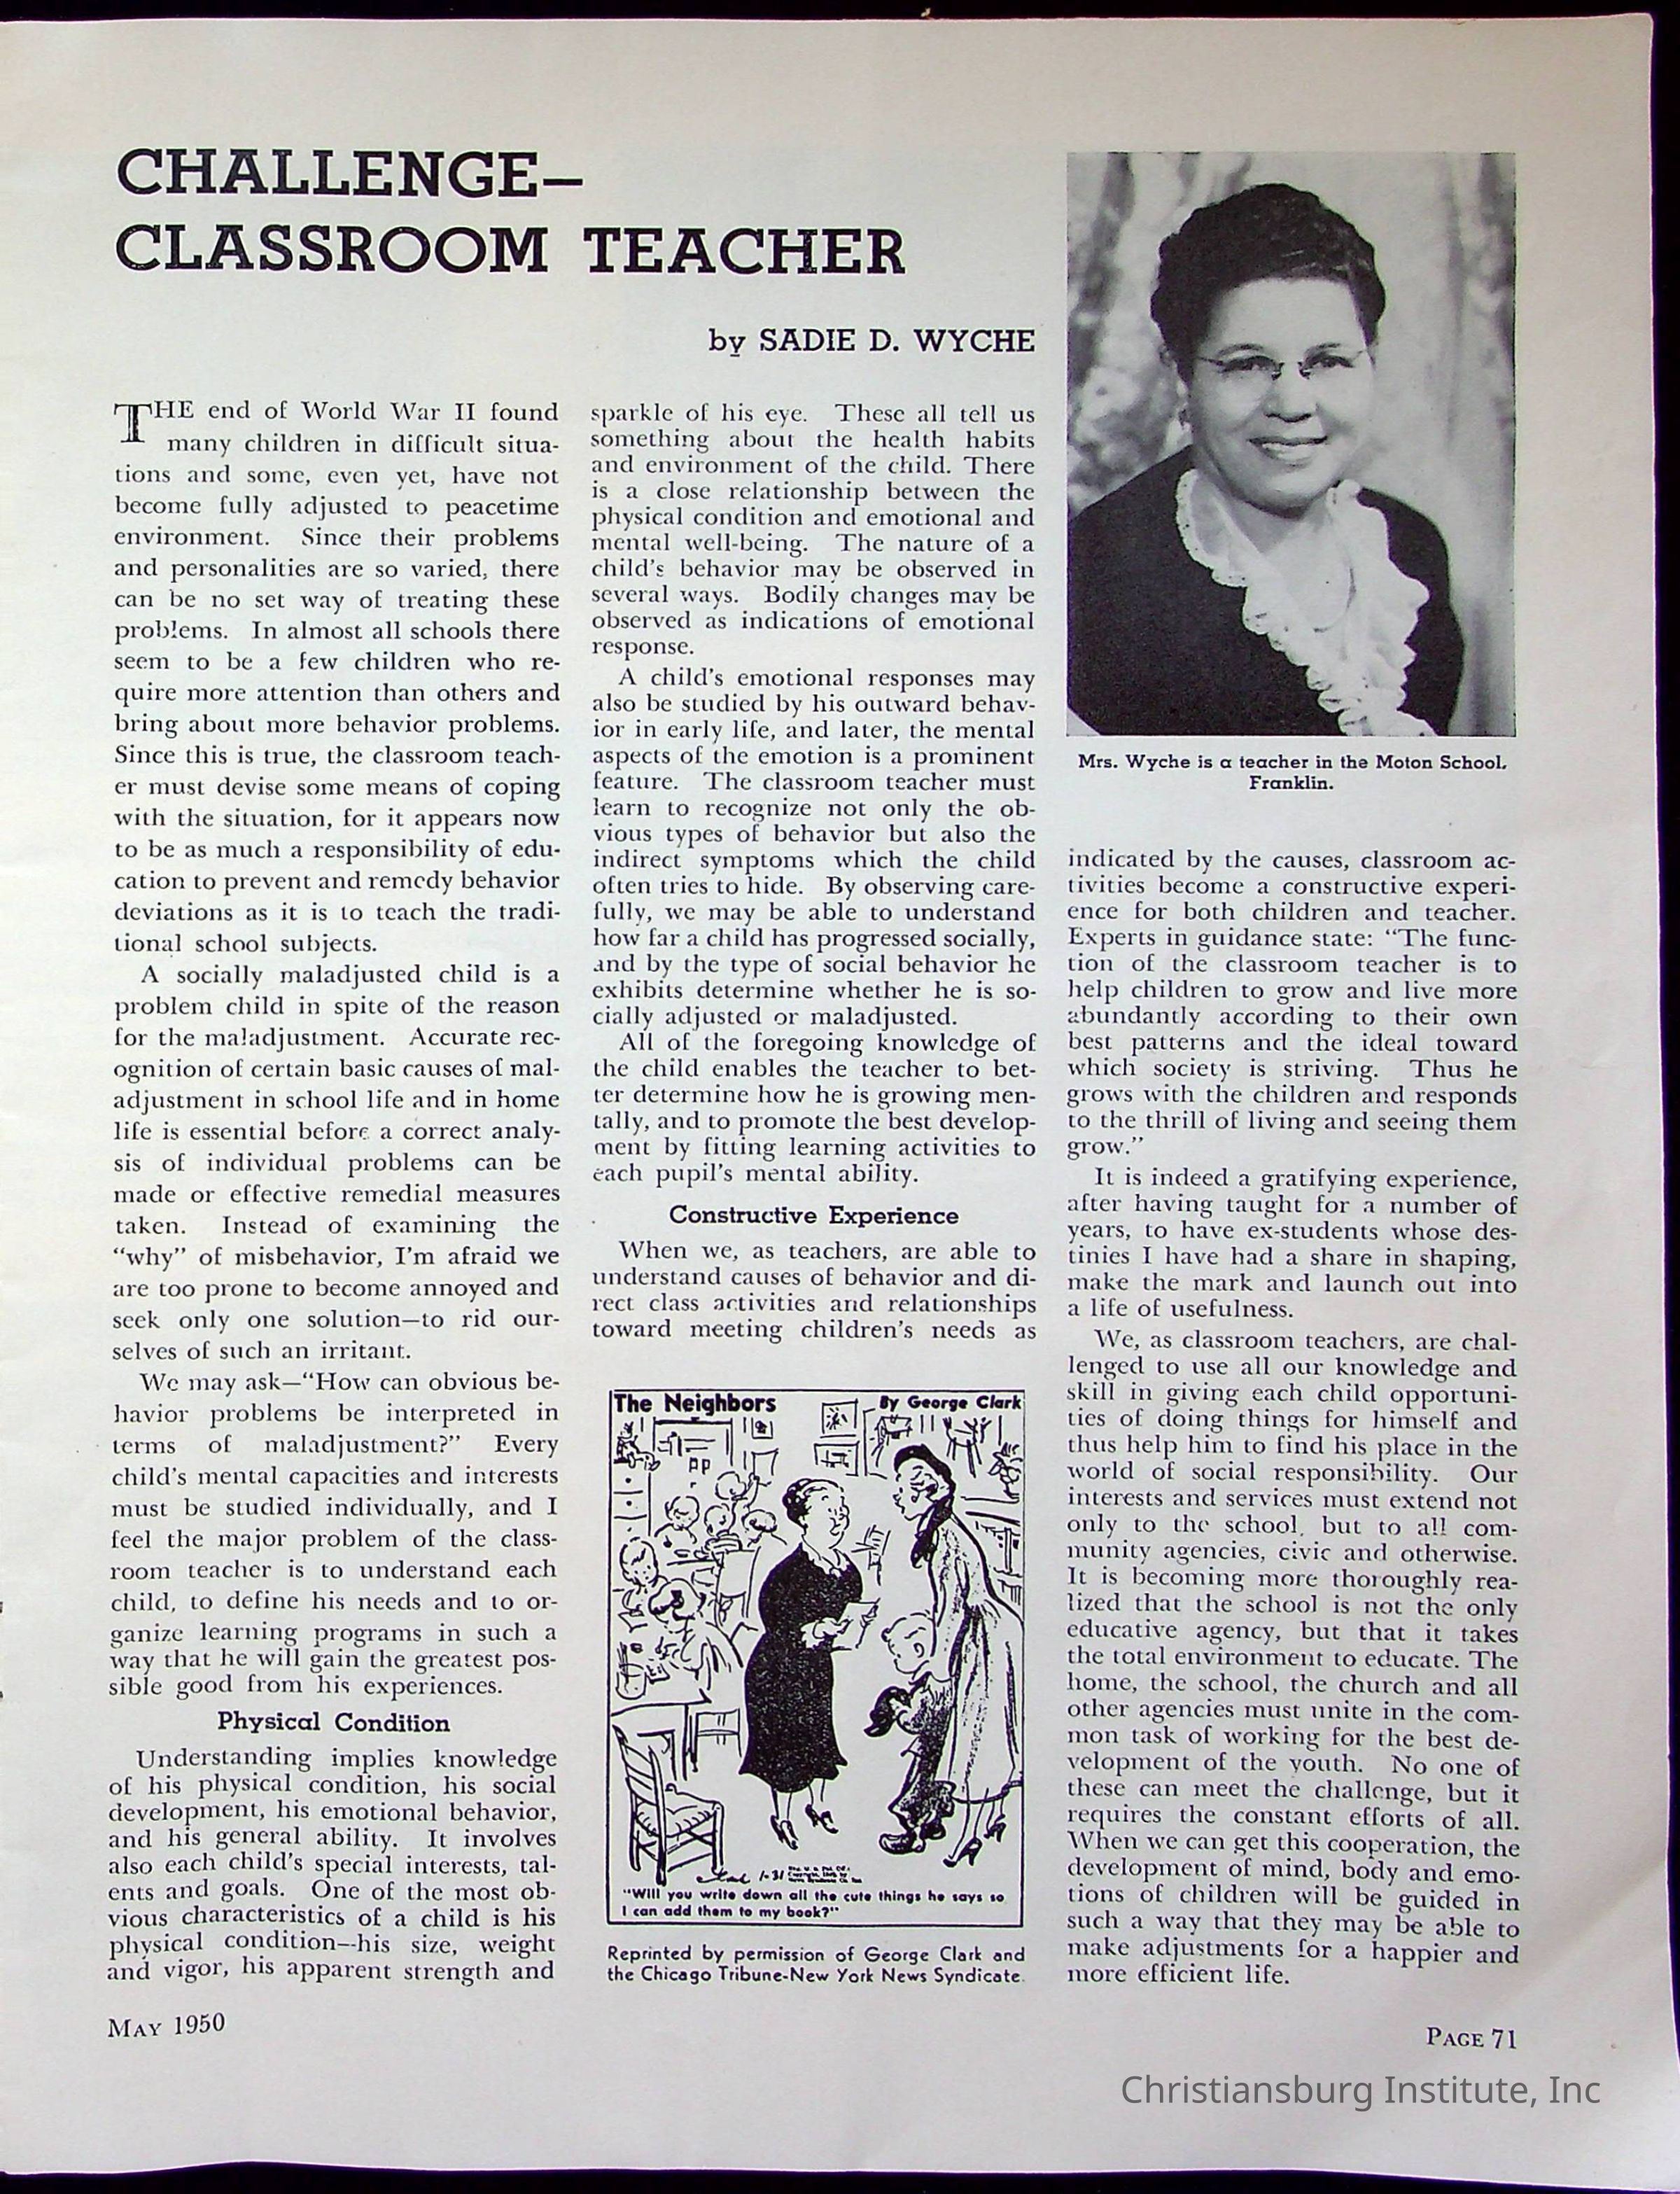 CHALLENGE—
CLASSROOM TEACHER
by SADIE D. WYCHE
THE end of World War II found
many children in difficult situa-
tions and some, even yet, have not
become fully adjusted to peacetime
environment. Since their problems
and personalities are so varied, there
can be no set way of treating these
problems. In almost all schools there
seem to be a few children who re-
quire more attention than others and
bring about more behavior problems.
Since this is true, the classroom teach-
er must devise some means of coping
with the situation, for it appears now
to be as much a responsibility of edu-
cation to prevent and remedy behavior
deviations as it is to teach the tradi-
tional school subjects.
A socially maladjusted child is a
problem child in spite of the reason
for the maladjustment. Accurate rec-
ognition of certain basic causes of mal-
adjustment in school life and in home
life is essential before a correct analy-
sis of individual problems can be
made or effective remedial measures
taken. Instead of examining the
“why” of misbehavior, I'm afraid we
are too prone to become annoyed and
seek only one solution—to rid our-
selves of such an irritant.
We may ask—“How can obvious be-
havior problems be interpreted in
terms of maladjustment?” Every
child's mental capacities and interests
must be studied individually, and I
feel the major problem of the class-
room teacher is to understand each
child, to define his needs and to or-
ganize learning programs in such a
way that he will gain the greatest pos-
sible good from his experiences.
Physical Condition
Understanding implies knowledge
of his physical condition, his social
development, his emotional behavior,
and his general ability. It involves
also each child's special interests, tal-
ents and goals. One of the most ob-
vious characteristics of a child is his
physical condition—his size, weight
and vigor, his apparent strength and
sparkle of his eye. These all tell us
something about the health habits
and environment of the child. There
is a close relationship between the
physical condition and emotional and
mental well-being. The nature of a
child's behavior may be observed in
several ways. Bodily changes may be
observed as indications of emotional
response.
A child's emotional responses may
also be studied by his outward behav-
ior in early life, and later, the mental
aspects of the emotion is a prominent
feature. The classroom teacher must
learn to recognize not only the ob-
vious types of behavior but also the
indirect symptoms which the child
often tries to hide. By observing care-
fully, we may be able to understand
how far a child has progressed socially,
and by the type of social behavior he
exhibits determine whether he is so-
cially adjusted or maladjusted.
All of the foregoing knowledge of
the child enables the teacher to bet-
ter determine how he is growing men-
tally, and to promote the best develop-
ment by fitting learning activities to
each pupil's mental ability.
Constructive Experience
When we, as teachers, are able to
understand causes of behavior and di-
rect class activities and relationships
toward meeting children's needs as
The Neighbors By George Clark
1-31
"Will you write down all the cute things he says so
I can add them to my book?"
Reprinted by permission of George Clark and
the Chicago Tribune-New York News Syndicate.
Mrs. Wyche is a teacher in the Moton School,
Franklin.
indicated by the causes, classroom ac-
tivities become a constructive experi-
ence for both children and teacher.
Experts in guidance state: “The func-
tion of the classroom teacher is to
help children to grow and live more
abundantly according to their own
best patterns and the ideal toward
which society is striving. Thus he
grows with the children and responds
to the thrill of living and seeing them
grow.”
It is indeed a gratifying experience,
after having taught for a number of
years, to have ex-students whose des-
tinies I have had a share in shaping,
make the mark and launch out into
a life of usefulness.
We, as classroom teachers, are chal-
lenged to use all our knowledge and
skill in giving each child opportuni-
ties of doing things for himself and
thus help him to find his place in the
world of social responsibility. Our
interests and services must extend not
only to the school, but to all com-
munity agencies, civic and otherwise.
It is becoming more thoroughly rea-
lized that the school is not the only
educative agency, but that it takes
the total environment to educate. The
home, the school, the church and all
other agencies must unite in the com-
mon task of working for the best de-
velopment of the youth. No one of
these can meet the challenge, but it
requires the constant efforts of all.
When we can get this cooperation, the
development of mind, body and emo-
tions of children will be guided in
such a way that they may be able to
make adjustments for a happier and
more efficient life.
MAY 1950
PAGE 71
Christiansburg Institute, Inc